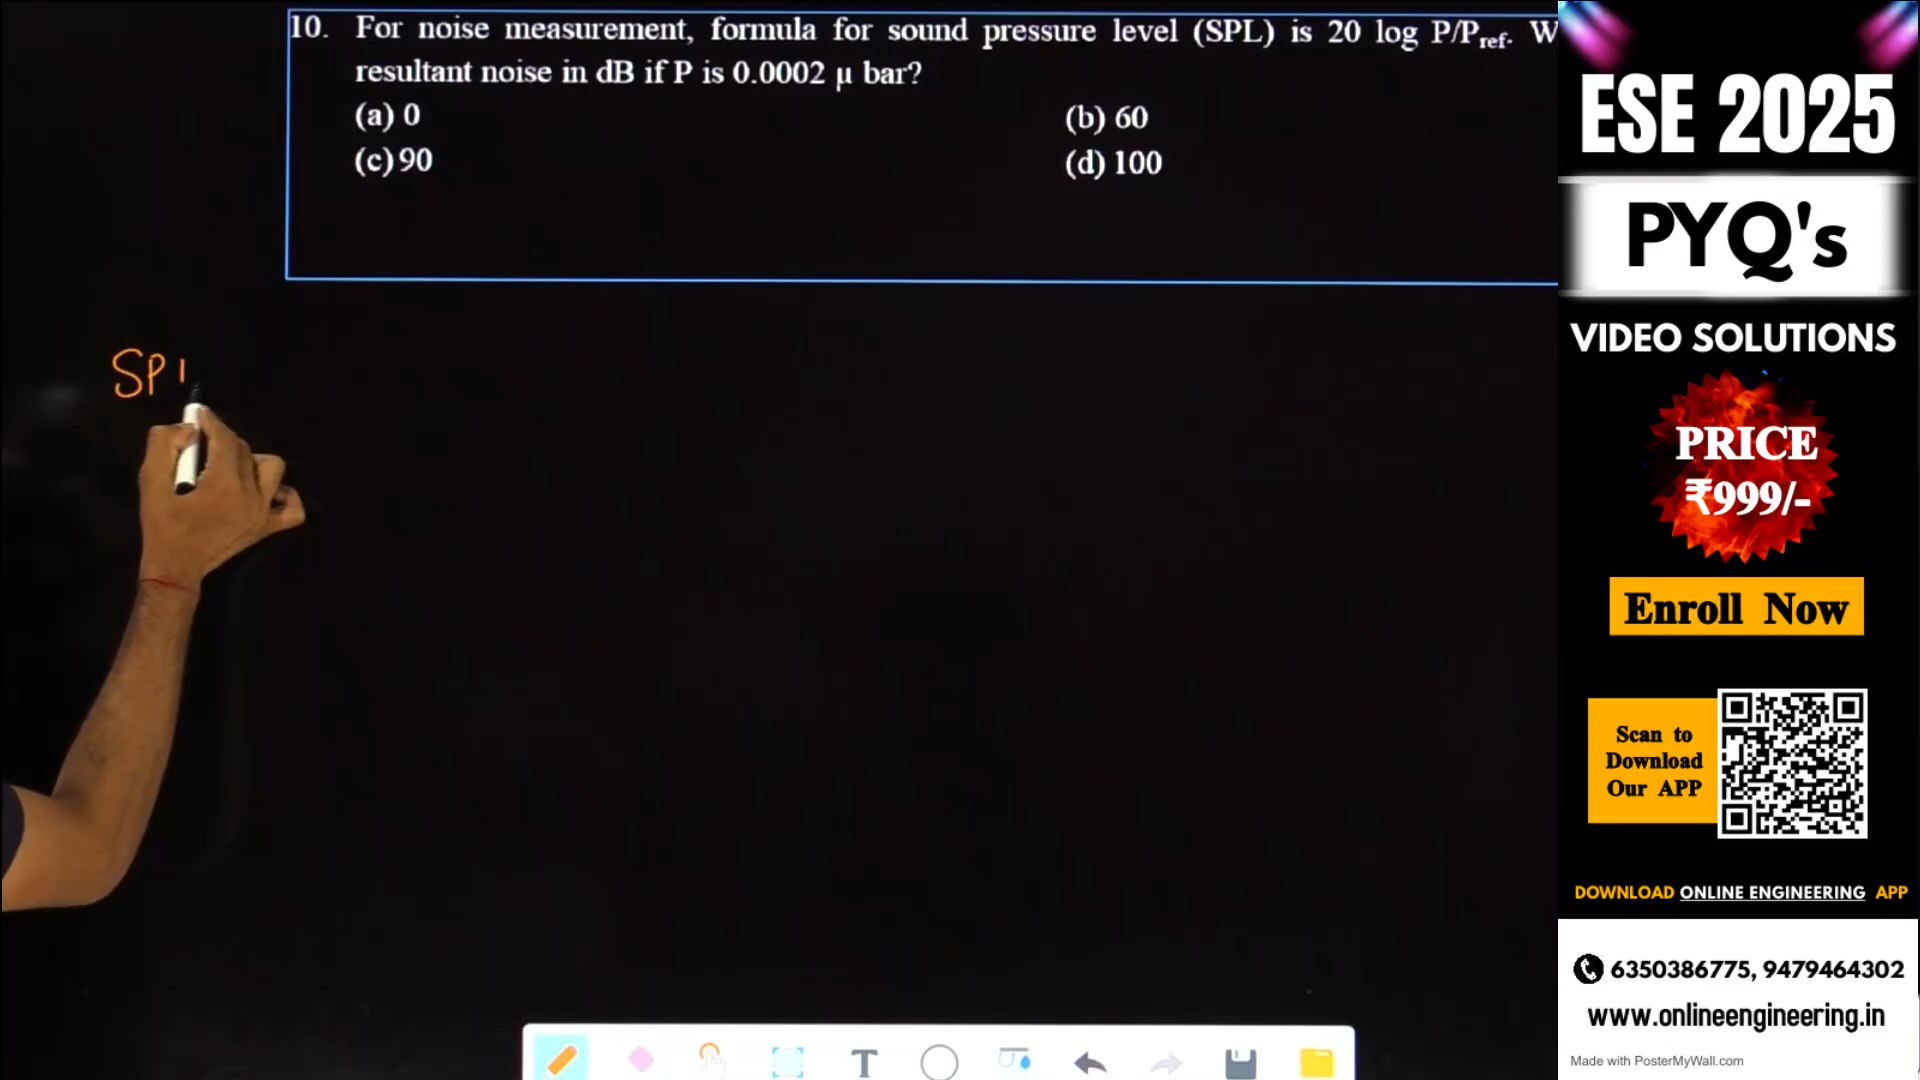 10. For noise measurement, formula for sound pressure level (SPL) is 20 log P/Pref. W
resultant noise in dB if P is 0.0002 μ bar?
(a) 0
(b) 60
(c) 90
(d) 100
SPL
ESE 2025
PYQ's
VIDEO SOLUTIONS
PRICE
₹999/-
Enroll Now
Scan to
Download
Our APP
DOWNLOAD ONLINE ENGINEERING APP
6350386775, 9479464302
www.onlineengineering.in
Made with PosterMyWall.com
T